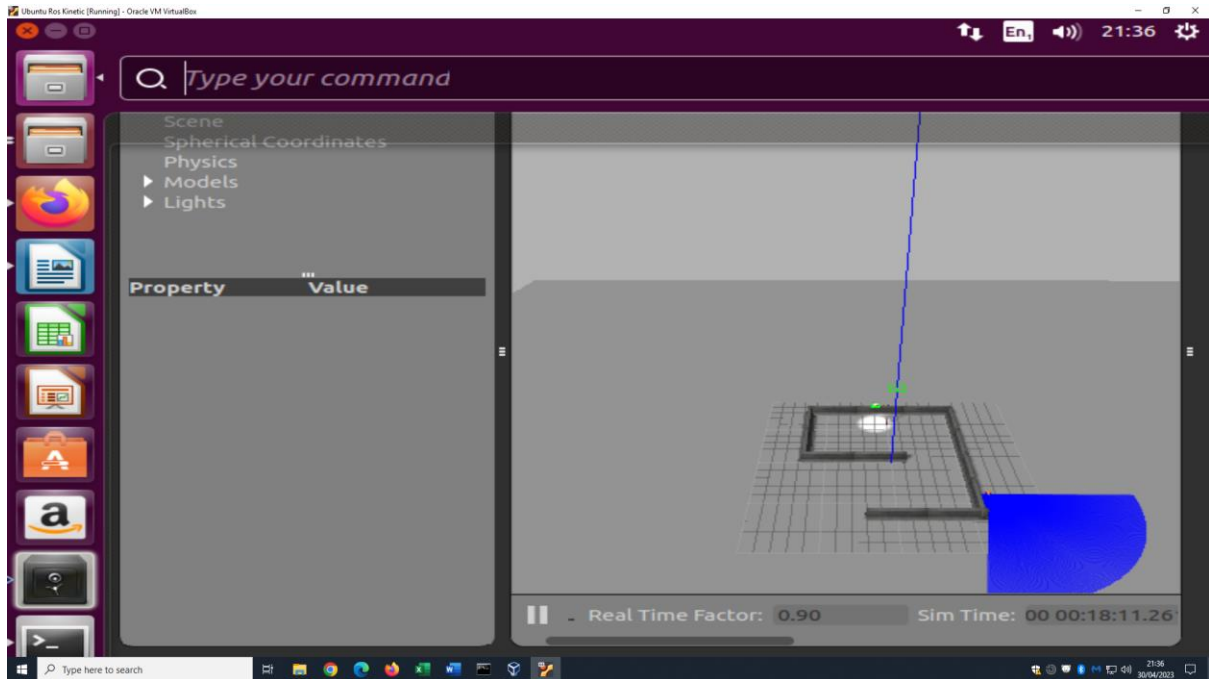 Ubuntu Ros Kinetic [Running] - Oracle VM VirtualBox
En1 21:36
Type your command
Scene
Spherical Coordinates
Physics
Models
Lights
Property Value
a
Real Time Factor: 0.90 Sim Time: 00 00:18:11.26
>_
Type here to search
21:36
30/04/2023